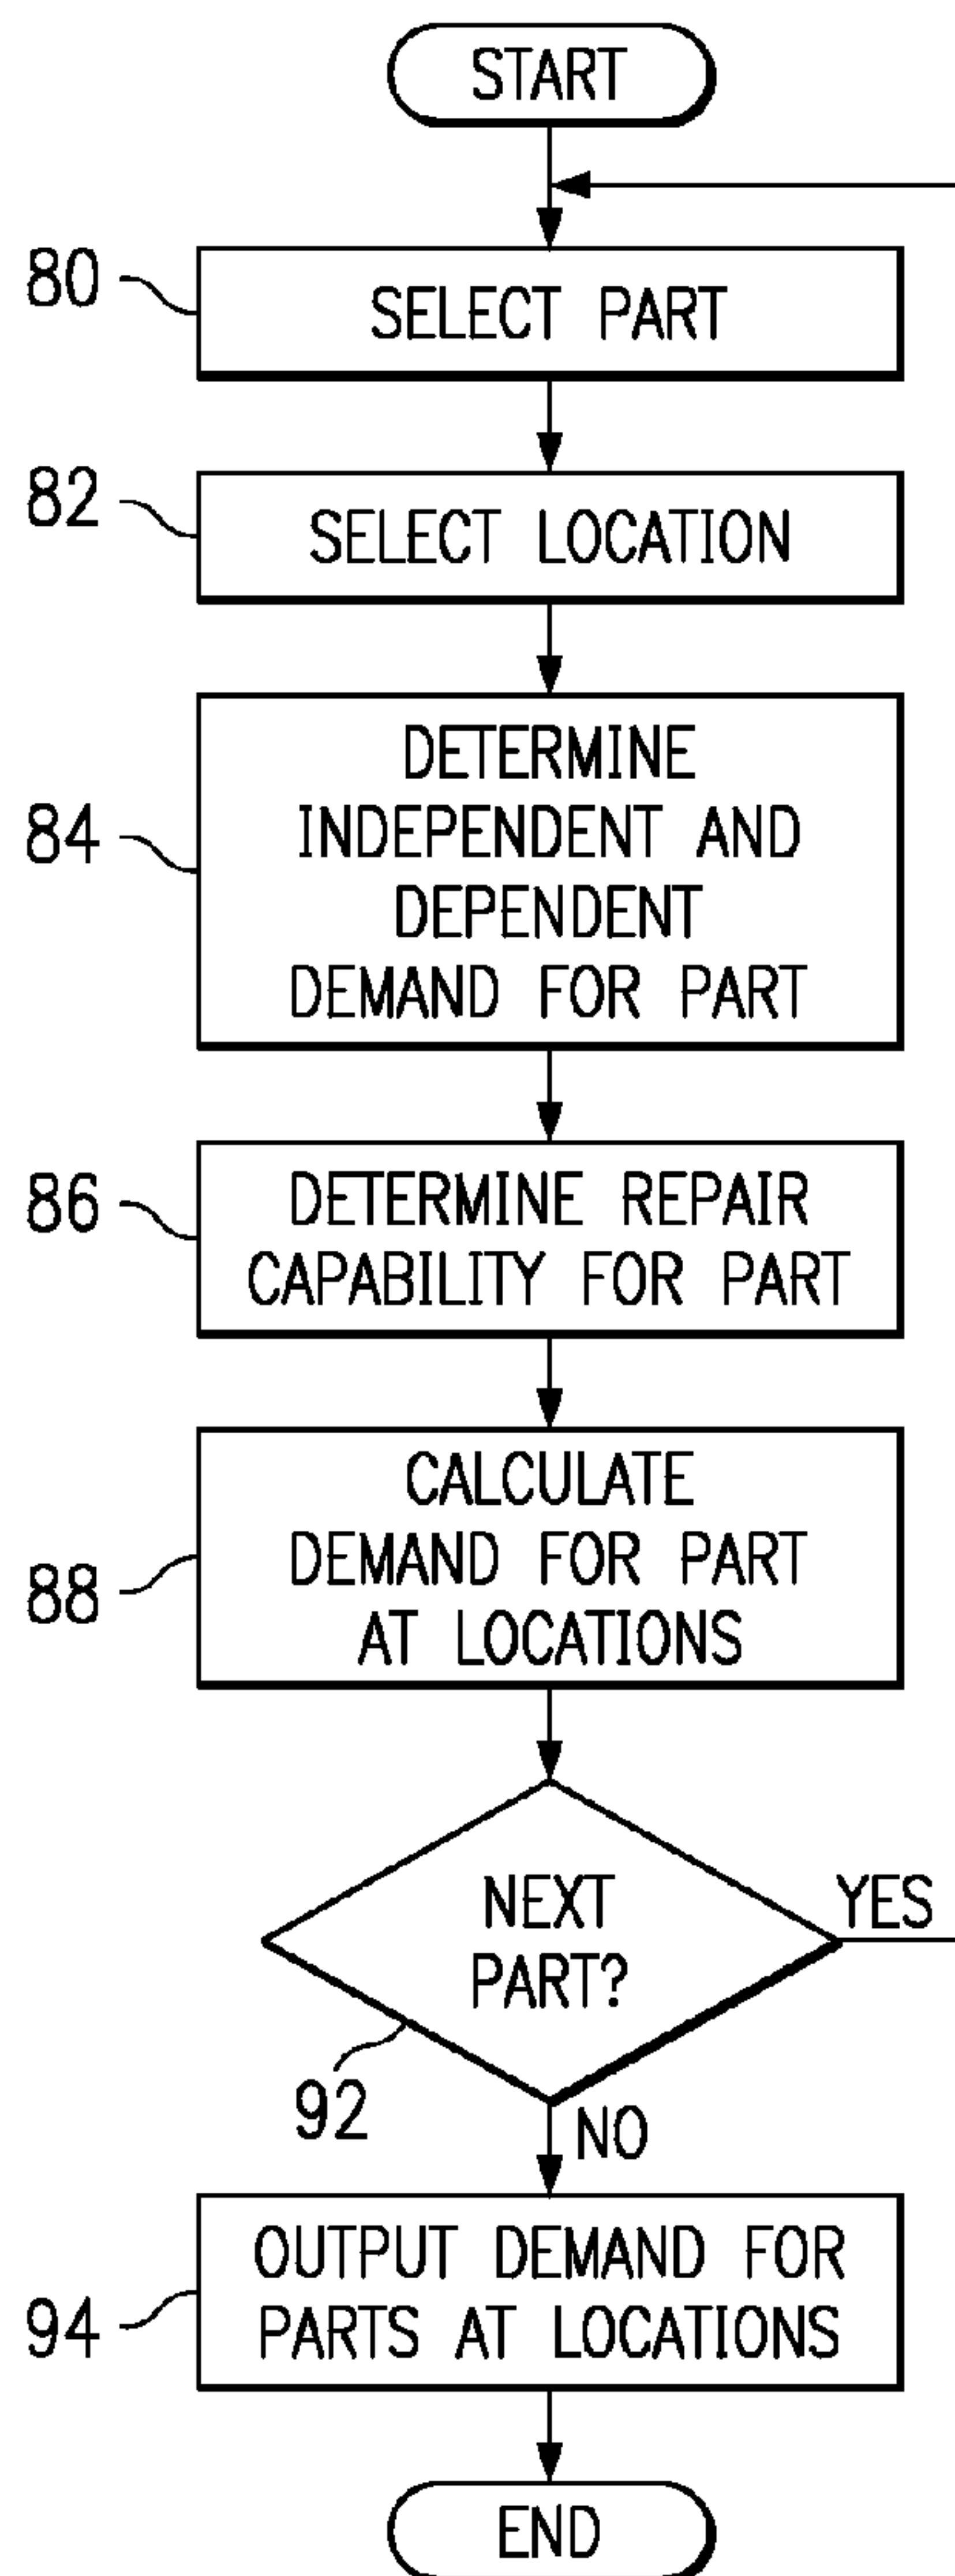 START
80
SELECT PART
82
SELECT LOCATION
84
DETERMINE
INDEPENDENT AND
DEPENDENT
DEMAND FOR PART
86
DETERMINE REPAIR
CAPABILITY FOR PART
88
CALCULATE
DEMAND FOR PART
AT LOCATIONS
NEXT
PART?
YES
92
NO
94
OUTPUT DEMAND FOR
PARTS AT LOCATIONS
END